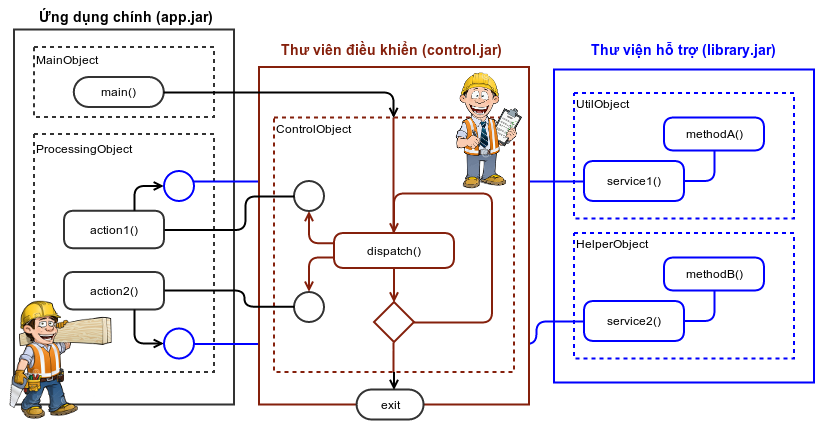 Ứng dụng chính (app.jar)
MainObject
main()
ProcessingObject
action1()
action2()
Thư viên điều khiển (control.jar)
ControlObject
dispatch()
exit
Thư viện hỗ trợ (library.jar)
UtilObject
methodA()
service1()
HelperObject
methodB()
service2()